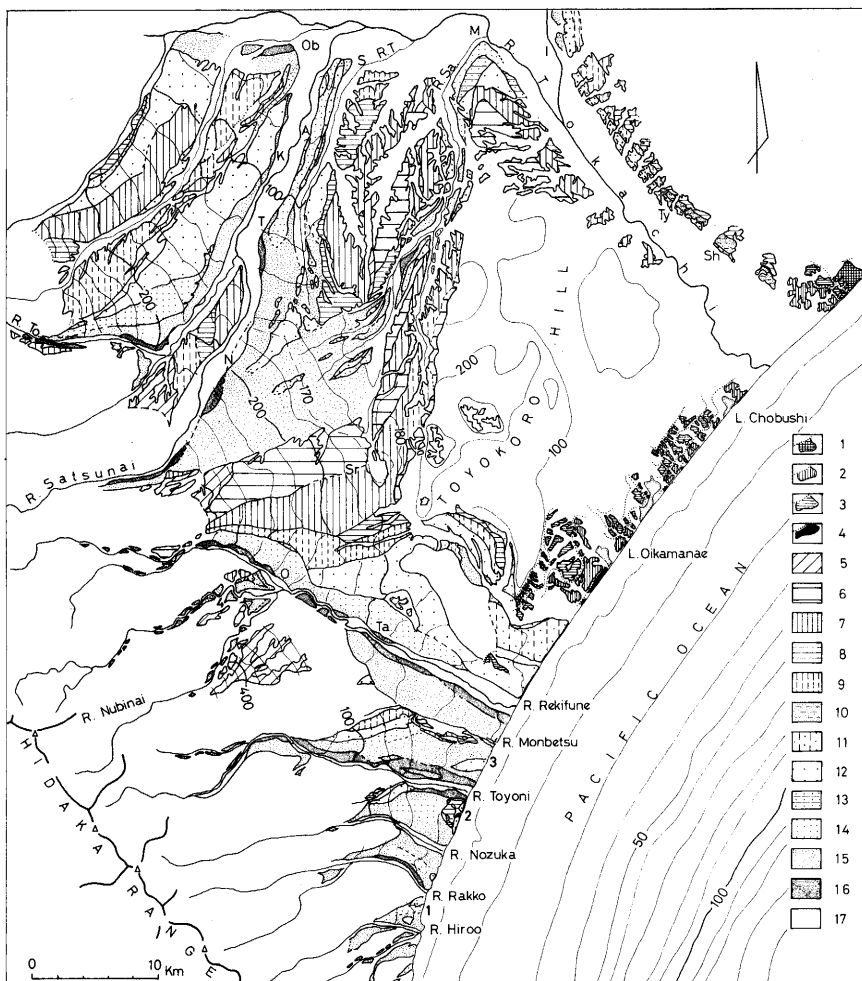 M
Ob
S R.T
R T o k a c h i
I
R. Sa
A
K
100
T
Ty
Sh
200
R. To
N
200
170
200
HILL
TOYOKORO
100
180
Sr
R. Satsunai
L. Chobushi
L. Oikamanae
O
Ta
400
R. Nubinai
100
R. Rekifune
R. Monbetsu
3
R. Toyoni
2
R. Nozuka
R. Rakko
1
R. Hiroo
HIDAKA RANGE
PACIFIC OCEAN
50
100
0 10 Km
1
2
3
4
5
6
7
8
9
10
11
12
13
14
15
16
17